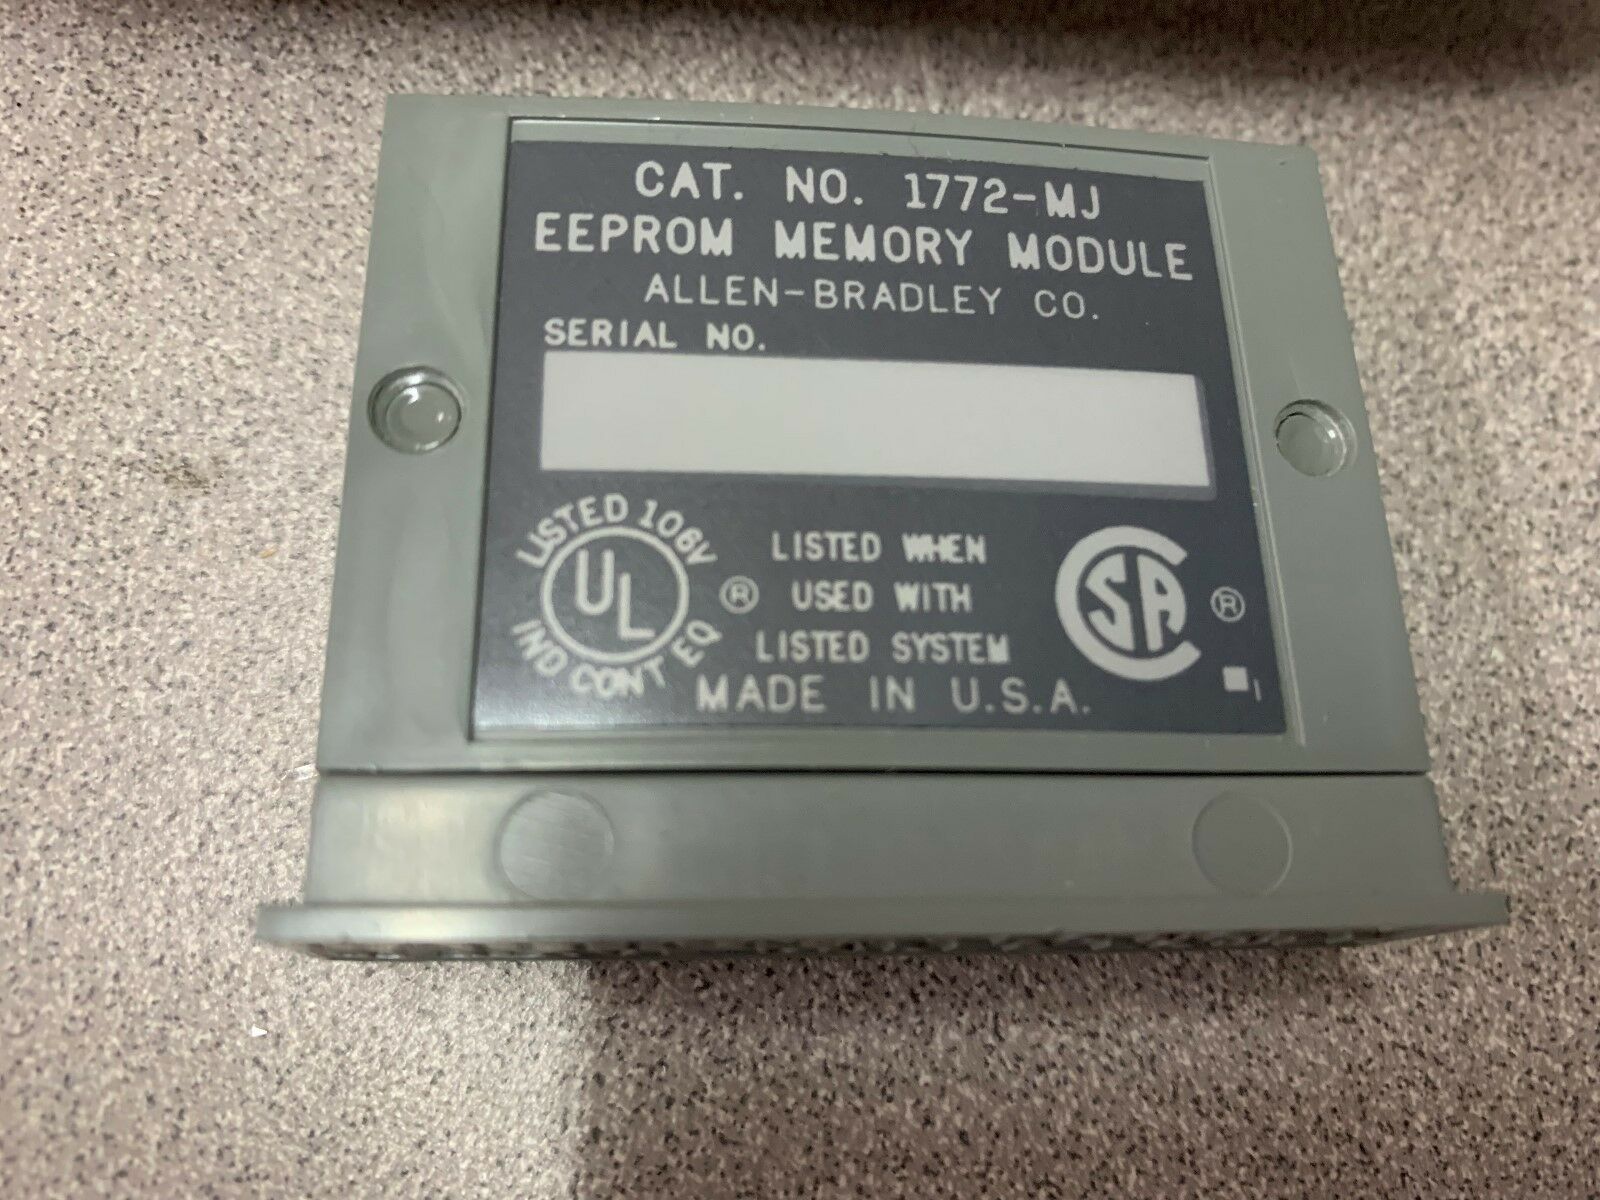 CAT. NO. 1772-MJ
EEPROM MEMORY MODULE
ALLEN-BRADLEY CO.
SERIAL NO.
LISTED 106V
UL
®
IND CONT EQ
LISTED WHEN
USED WITH
LISTED SYSTEM
CSA ®
MADE IN U.S.A.